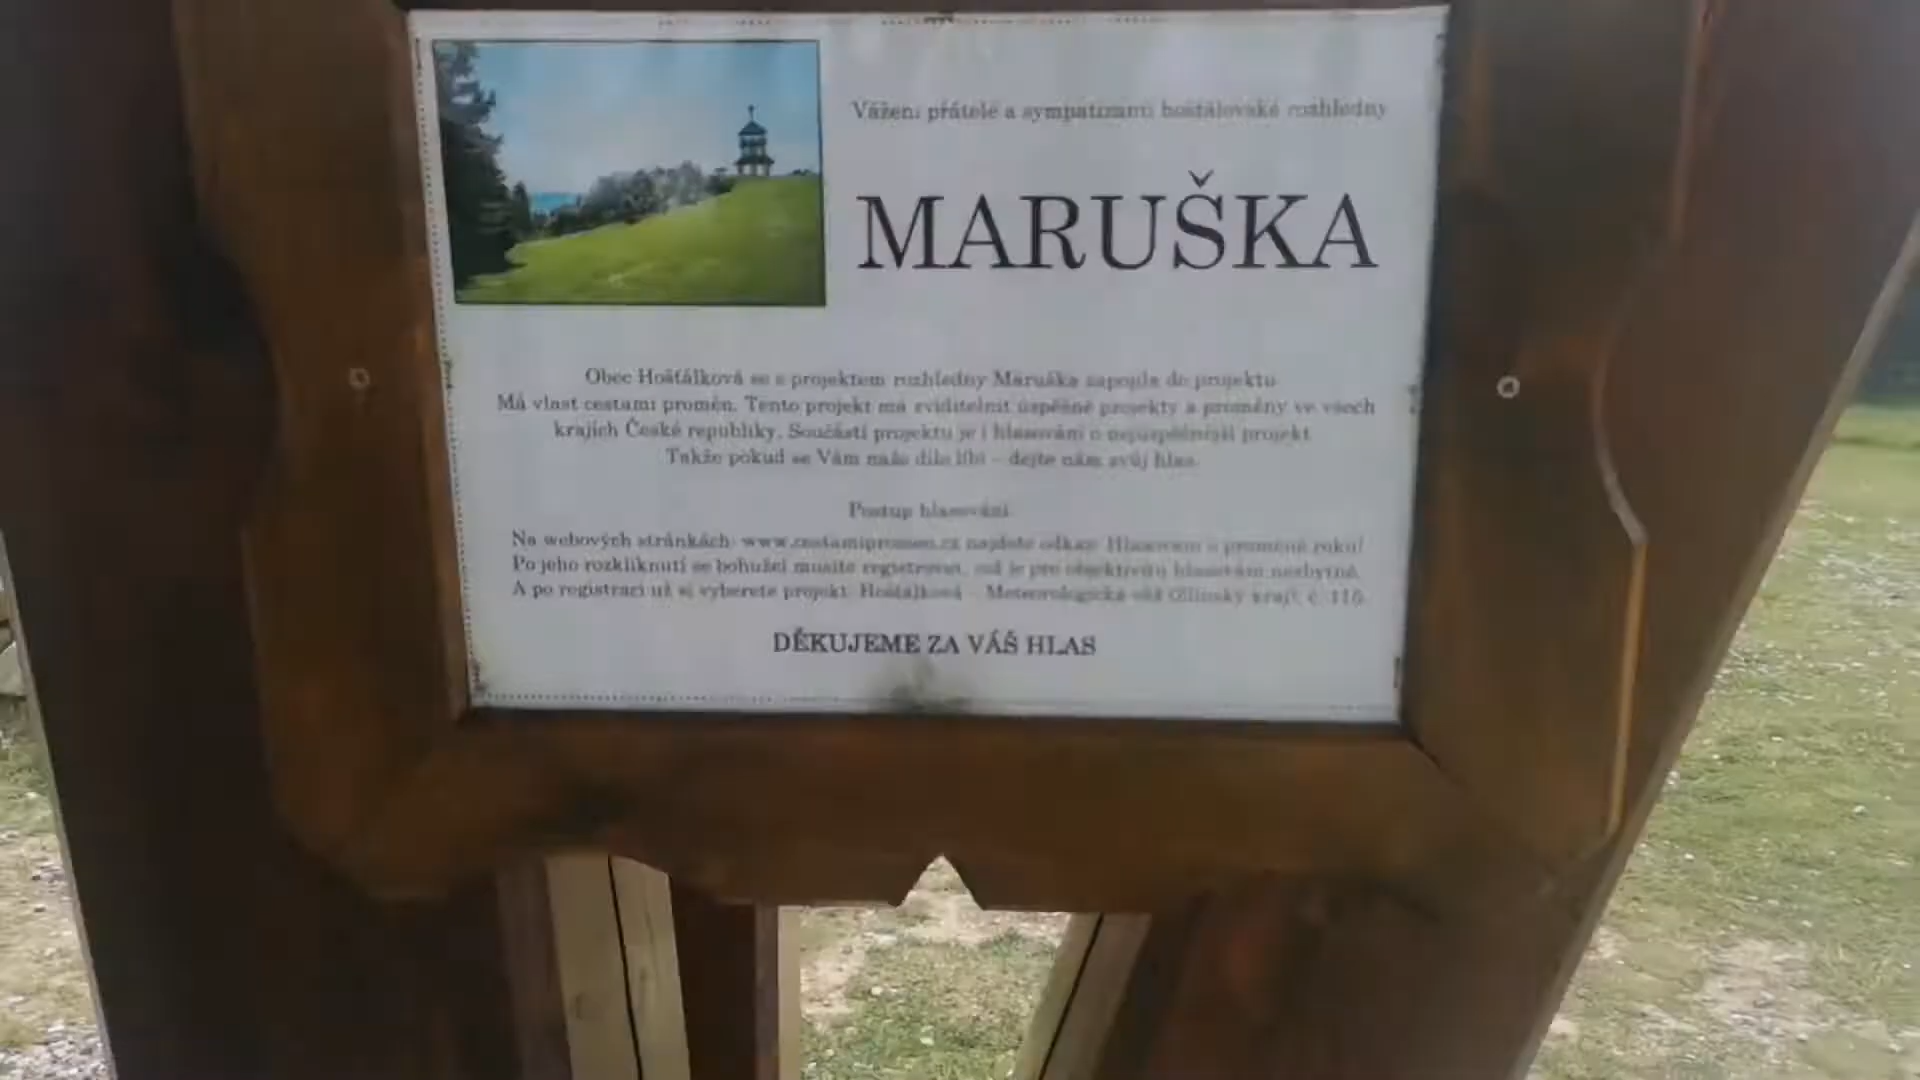 Vážení přátelé a sympatizanti hošťálovské rozhledny
MARUŠKA
Obec Hošťálková se s projektem rozhledny Maruška zapojila do projektu
Má vlast cestami proměn. Tento projekt má zviditelnit úspěšné projekty a proměny ve všech
krajích České republiky. Součástí projektu je i hlasování o nejúspěšnější projekt.
Takže pokud se Vám naše dílo líbí – dejte nám svůj hlas.
Postup hlasování:
Na webových stránkách: www.cestamipromen.cz najdete odkaz: Hlasování o proměně roku!
Po jeho rozkliknutí se bohužel musíte registrovat, což je pro objektivitu hlasování nezbytné.
A po registraci už si vyberete projekt: Hošťálková – Meteorologická věž (Zlínský kraj), č. 116.
DĚKUJEME ZA VÁŠ HLAS